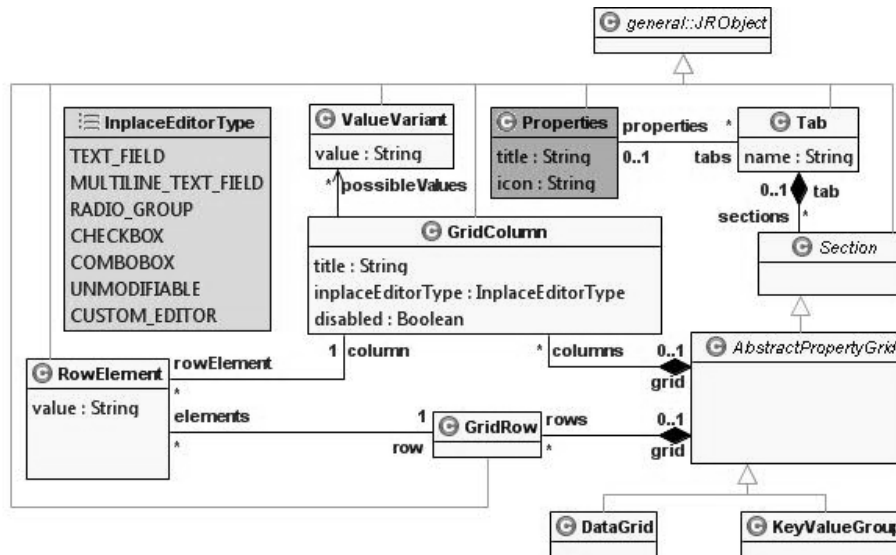 C general::JRObject
InplaceEditorType
TEXT_FIELD
MULTILINE_TEXT_FIELD
RADIO_GROUP
CHECKBOX
COMBOBOX
UNMODIFIABLE
CUSTOM_EDITOR
C ValueVariant
value : String
* possibleValues
C Properties
title : String
icon : String
properties *
0..1 tabs
C Tab
name : String
0..1 tab
sections *
C Section
C GridColumn
title : String
inplaceEditorType : InplaceEditorType
disabled : Boolean
1 column
* columns 0..1
grid
C AbstractPropertyGrid
C RowElement
value : String
rowElement
*
elements 1
* row
C GridRow
rows 0..1
* grid
C DataGrid
C KeyValueGroup